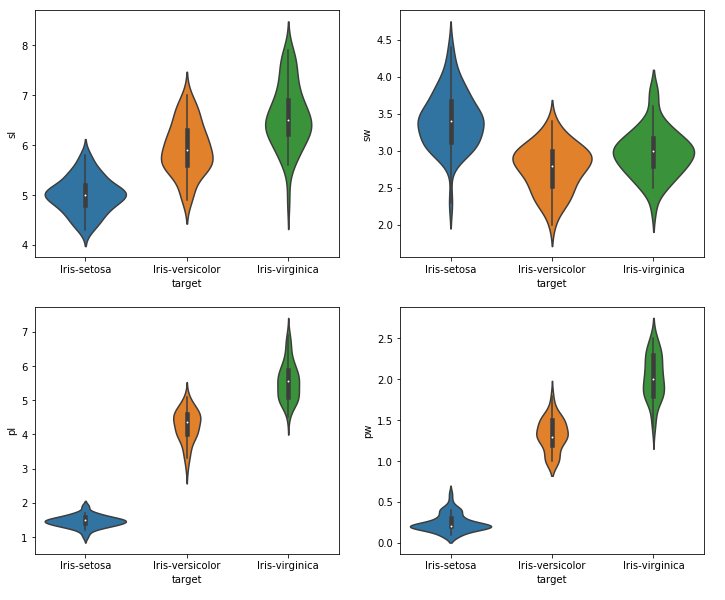 8
7
6
5
4
sl
Iris-setosa Iris-versicolor Iris-virginica
target
4.5
4.0
3.5
3.0
2.5
2.0
sw
Iris-setosa Iris-versicolor Iris-virginica
target
7
6
5
4
3
2
1
pl
Iris-setosa Iris-versicolor Iris-virginica
target
2.5
2.0
1.5
1.0
0.5
0.0
pw
Iris-setosa Iris-versicolor Iris-virginica
target